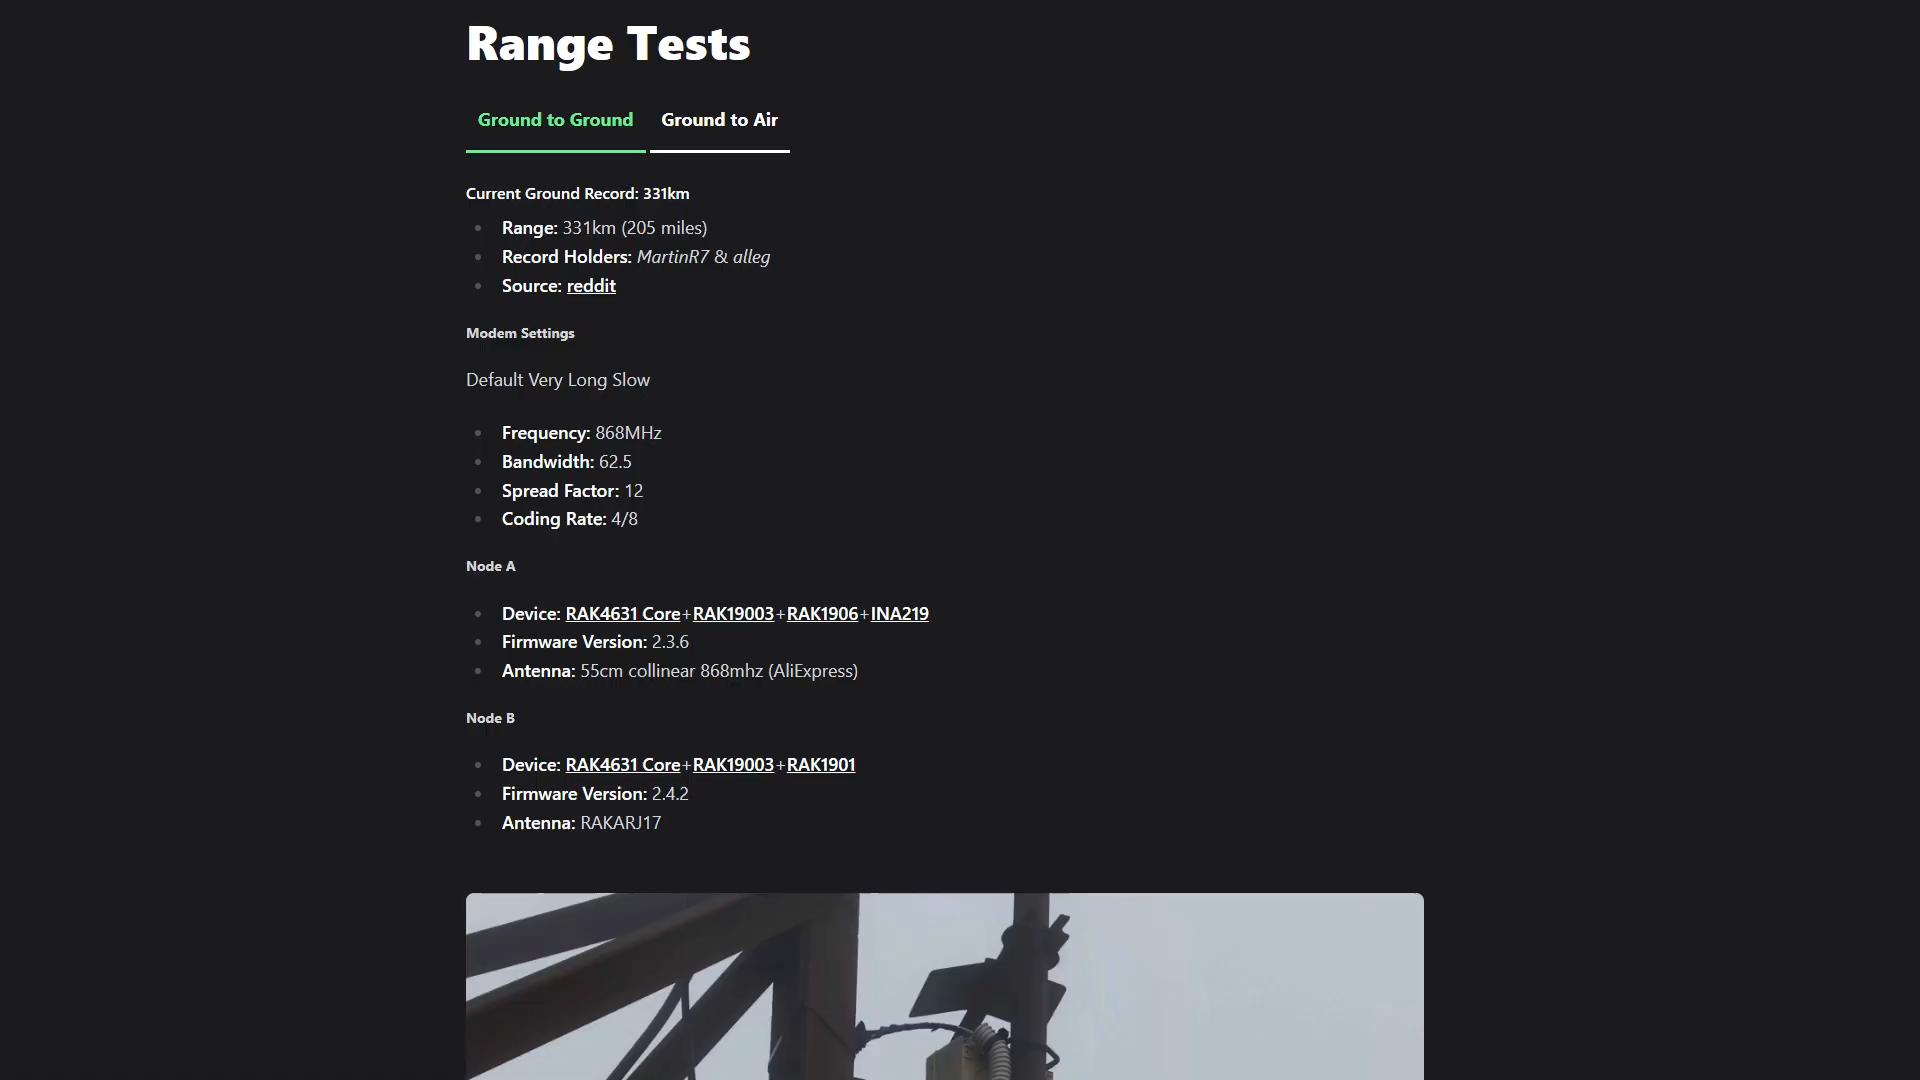 Range Tests
Ground to Ground Ground to Air
Current Ground Record: 331km
Range: 331km (205 miles)
Record Holders: MartinR7 & alleg
Source: reddit
Modem Settings
Default Very Long Slow
Frequency: 868MHz
Bandwidth: 62.5
Spread Factor: 12
Coding Rate: 4/8
Node A
Device: RAK4631 Core+RAK19003+RAK1906+INA219
Firmware Version: 2.3.6
Antenna: 55cm collinear 868mhz (AliExpress)
Node B
Device: RAK4631 Core+RAK19003+RAK1901
Firmware Version: 2.4.2
Antenna: RAKARJ17